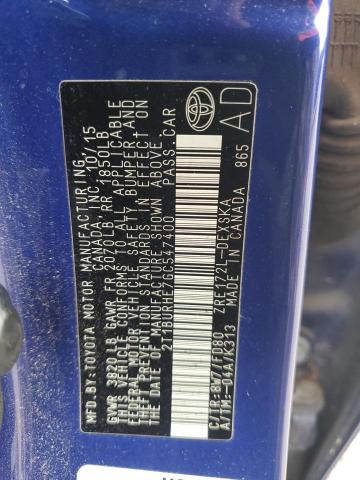 MFD.BY:TOYOTA MOTOR MANUFACTURING
CANADA, INC. 10/15
GVWR 3820LB GAWR FR 2070LB RR 1850LB
THIS VEHICLE CONFORMS TO ALL APPLICABLE
FEDERAL MOTOR VEHICLE SAFETY, BUMPER, AND
THEFT PREVENTION STANDARDS IN EFFECT ON
THE DATE OF MANUFACTURE SHOWN ABOVE.
PASS.CAR
C/TR:8W7/FD80
A/TM:-04A/K313
MADE IN CANADA
865
AD